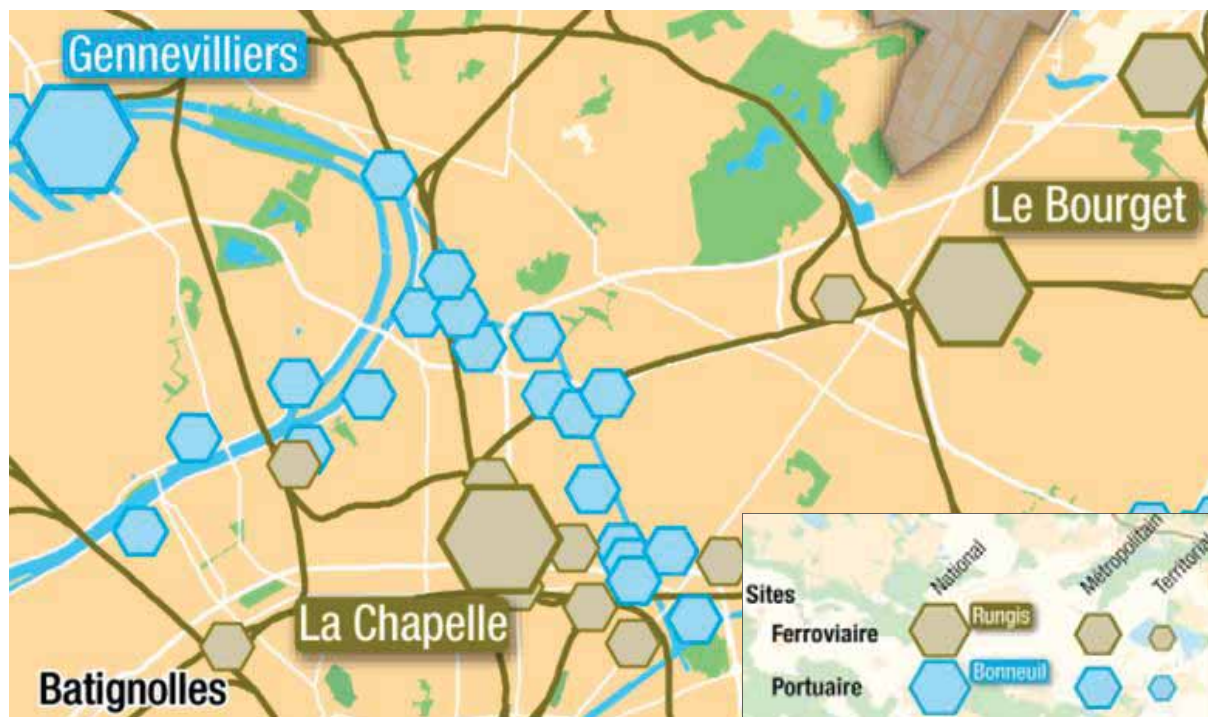 Gennevilliers
Le Bourget
La Chapelle
Batignolles
National
Métropolitain
Territorial
Sites
Ferroviaire
Rungis
Portuaire
Bonneuil